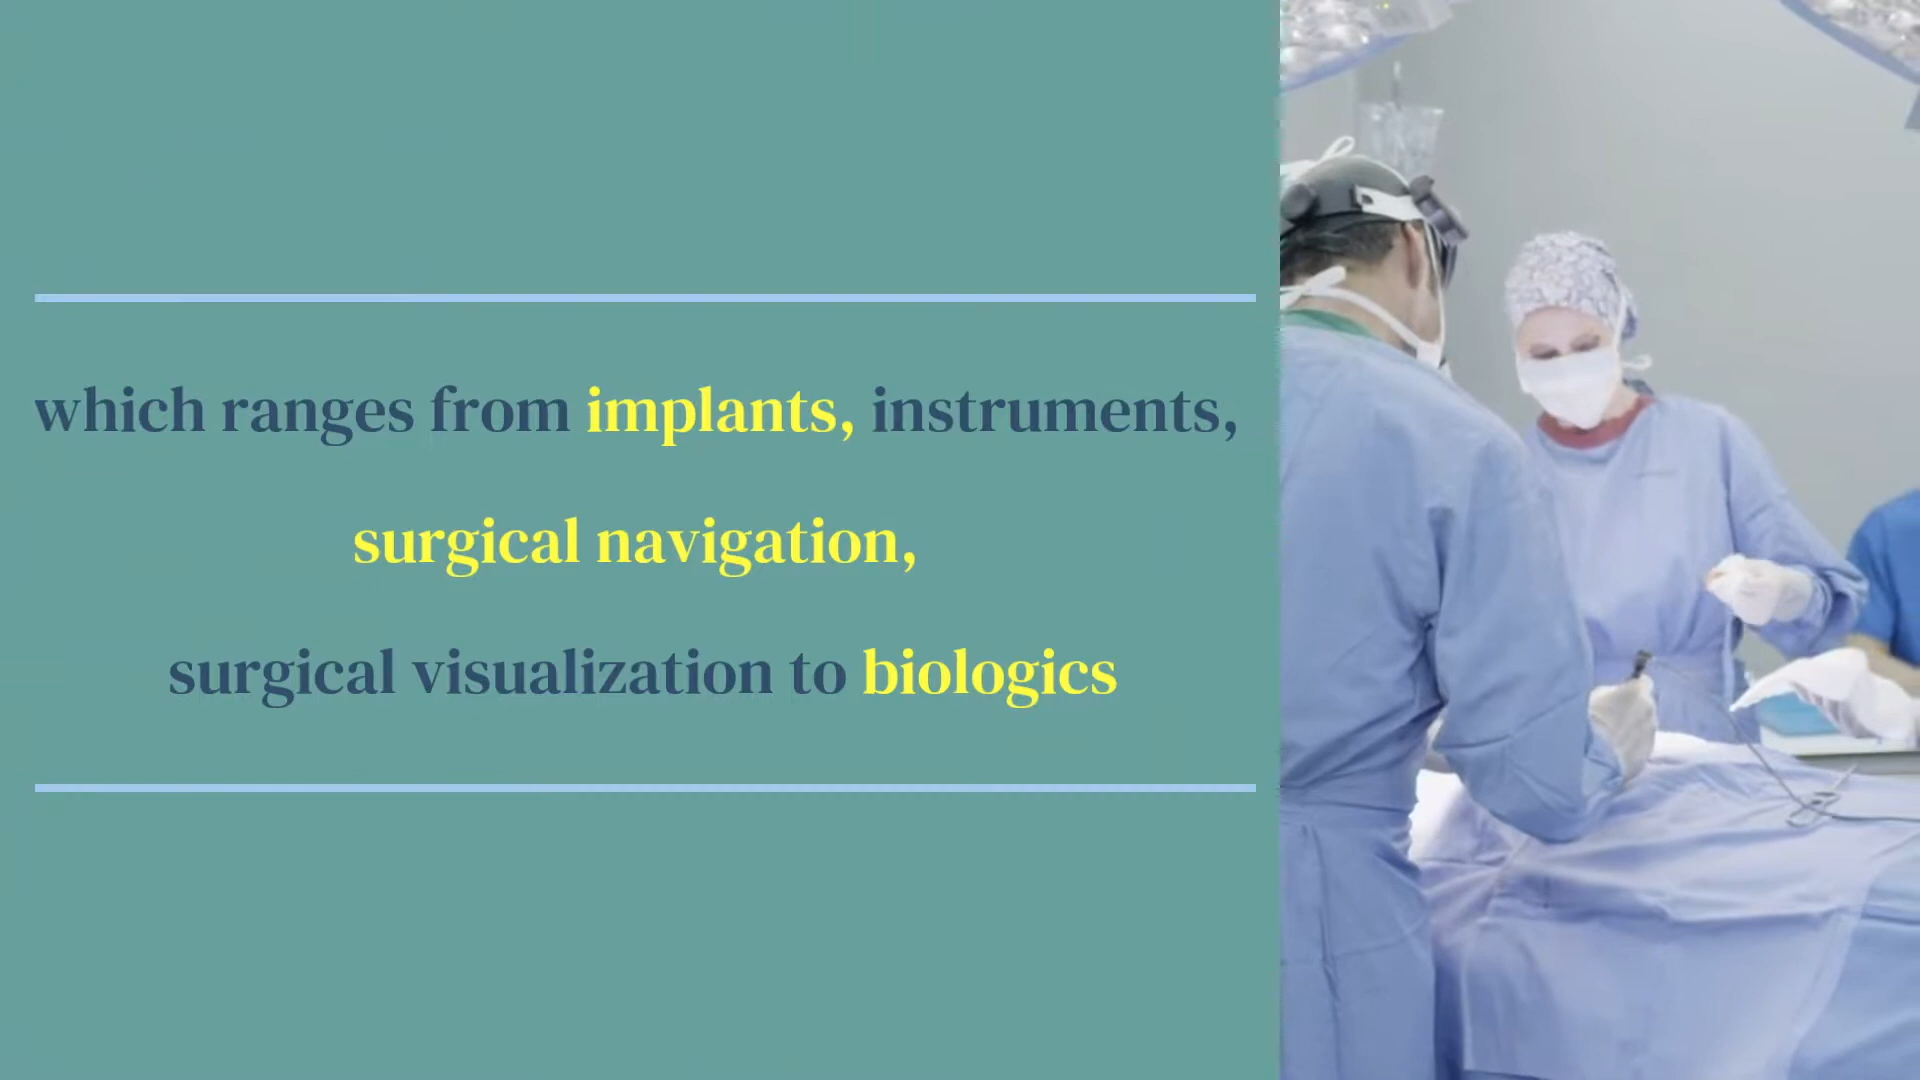 which ranges from implants, instruments,
surgical navigation,
surgical visualization to biologics